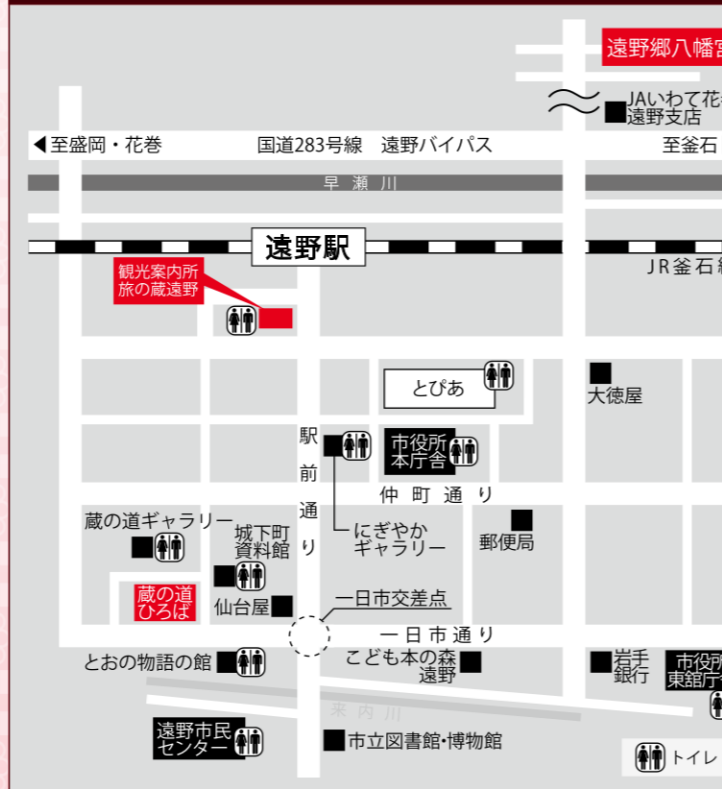 遠野郷八幡宮
JAいわて花巻
遠野支店
◀至盛岡・花巻
国道283号線 遠野バイパス
至釜石
早瀬川
遠野駅
JR釜石線
観光案内所
旅の蔵遠野
とぴあ
大徳屋
駅前通り
市役所
本庁舎
仲町通り
蔵の道ギャラリー
城下町
資料館
にぎやか
ギャラリー
郵便局
蔵の道
ひろば
仙台屋
一日市交差点
一日市通り
とおの物語の館
こども本の森
遠野
岩手
銀行
市役所
東舘庁舎
来内川
遠野市民
センター
市立図書館・博物館
トイレ